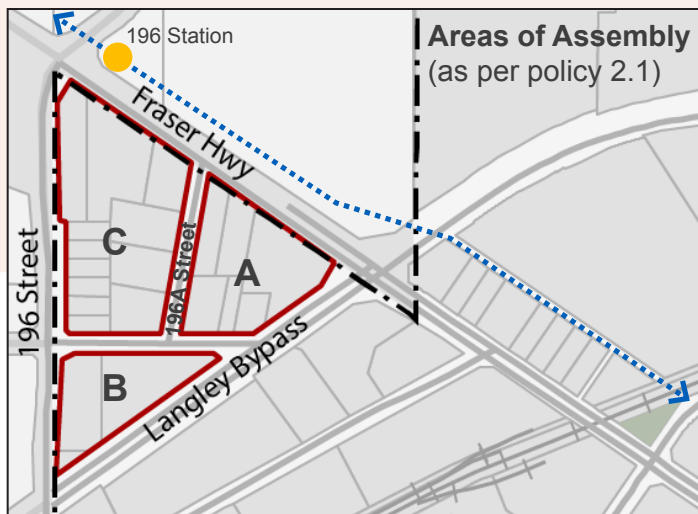 196 Station
Areas of Assembly
(as per policy 2.1)
Fraser Hwy
C
196A Street
A
196 Street
B
Langley Bypass